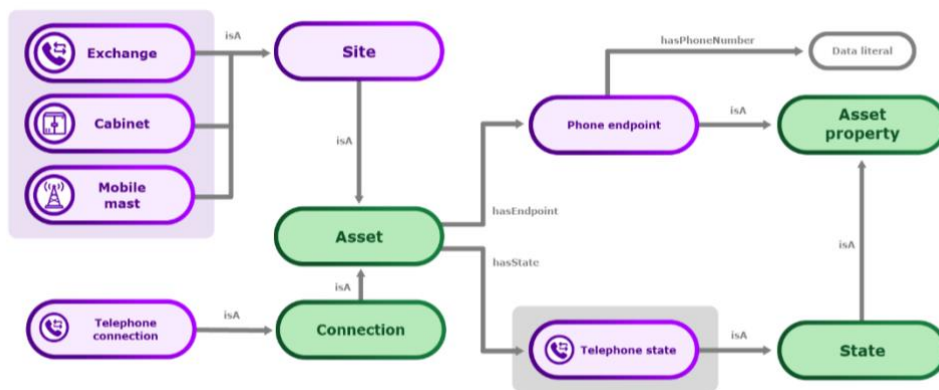 Exchange
isA
Site
hasPhoneNumber
Data literal
Cabinet
Phone endpoint
isA
Asset
property
isA
Mobile
mast
hasEndpoint
Asset
hasState
isA
isA
Telephone
connection
isA
Connection
Telephone state
isA
State